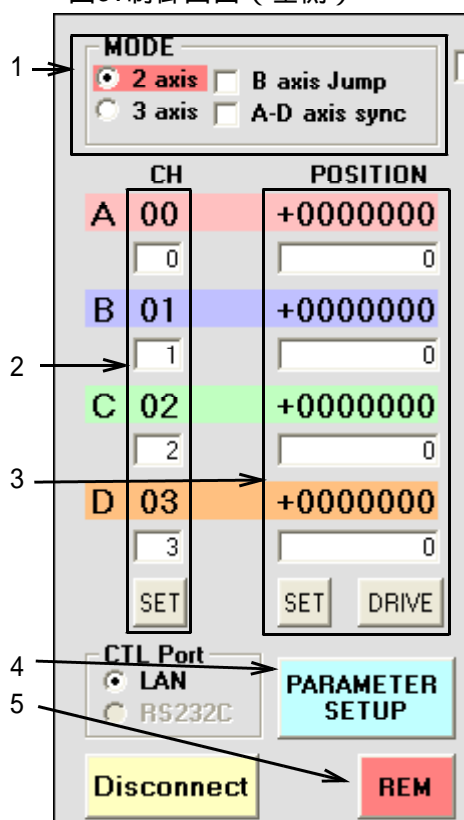 MODE
1
2 axis B axis Jump
3 axis A-D axis sync
CH POSITION
A 00 +0000000
0 0
B 01 +0000000
2
1 0
C 02 +0000000
2 0
3
D 03 +0000000
3 0
SET SET DRIVE
CTL Port
4
LAN
PARAMETER SETUP
5
RS232C
Disconnect REM